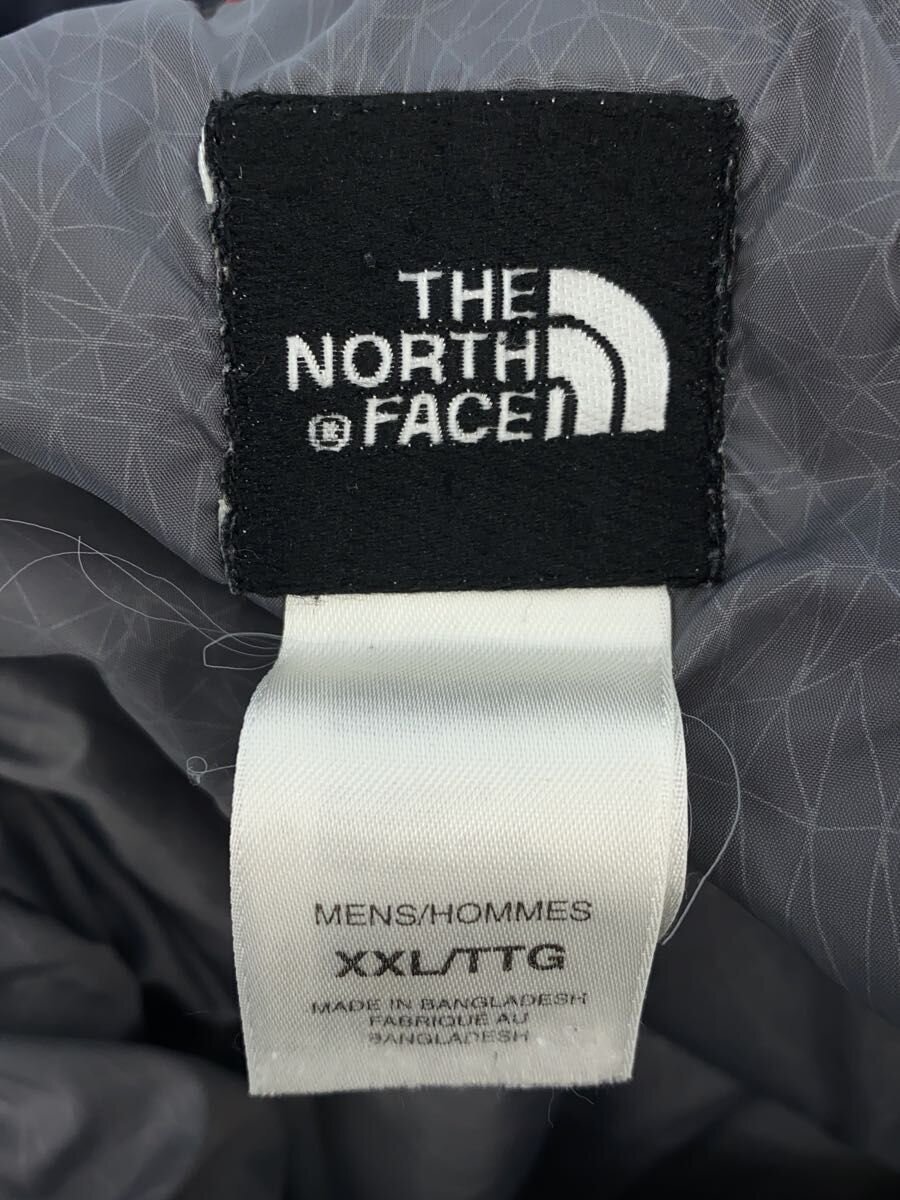 THE
NORTH
® FACE
MENS/HOMMES
XXL/TTG
MADE IN BANGLADESH
FABRIQUE AU
BANGLADESH